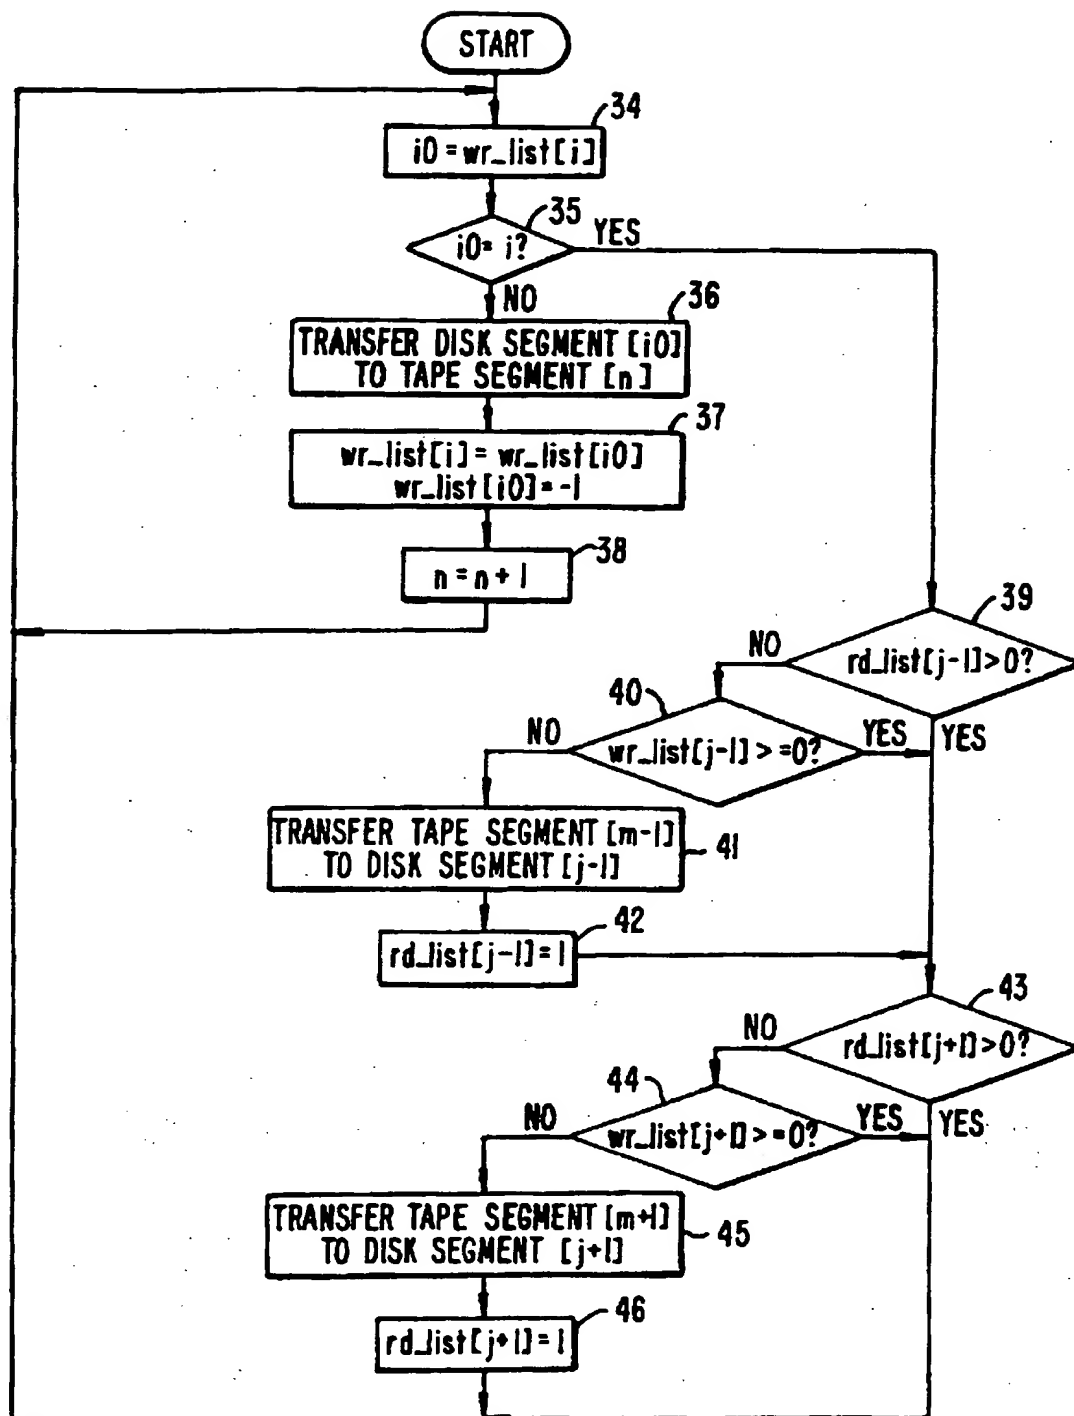 START
34
i0 = wr_list[i]
35
i0 = i?
YES
NO
36
TRANSFER DISK SEGMENT [i0]
TO TAPE SEGMENT [n]
37
wr_list[i] = wr_list[i0]
wr_list[i0] = -1
38
n = n + 1
39
rd_list[j-1] > 0?
NO
YES
40
wr_list[j-1] > = 0?
NO
YES
TRANSFER TAPE SEGMENT [m-1]
TO DISK SEGMENT [j-1]
41
42
rd_list[j-1] = 1
43
rd_list[j+1] > 0?
NO
YES
44
wr_list[j+1] > = 0?
NO
YES
TRANSFER TAPE SEGMENT [m+1]
TO DISK SEGMENT [j+1]
45
46
rd_list[j+1] = 1